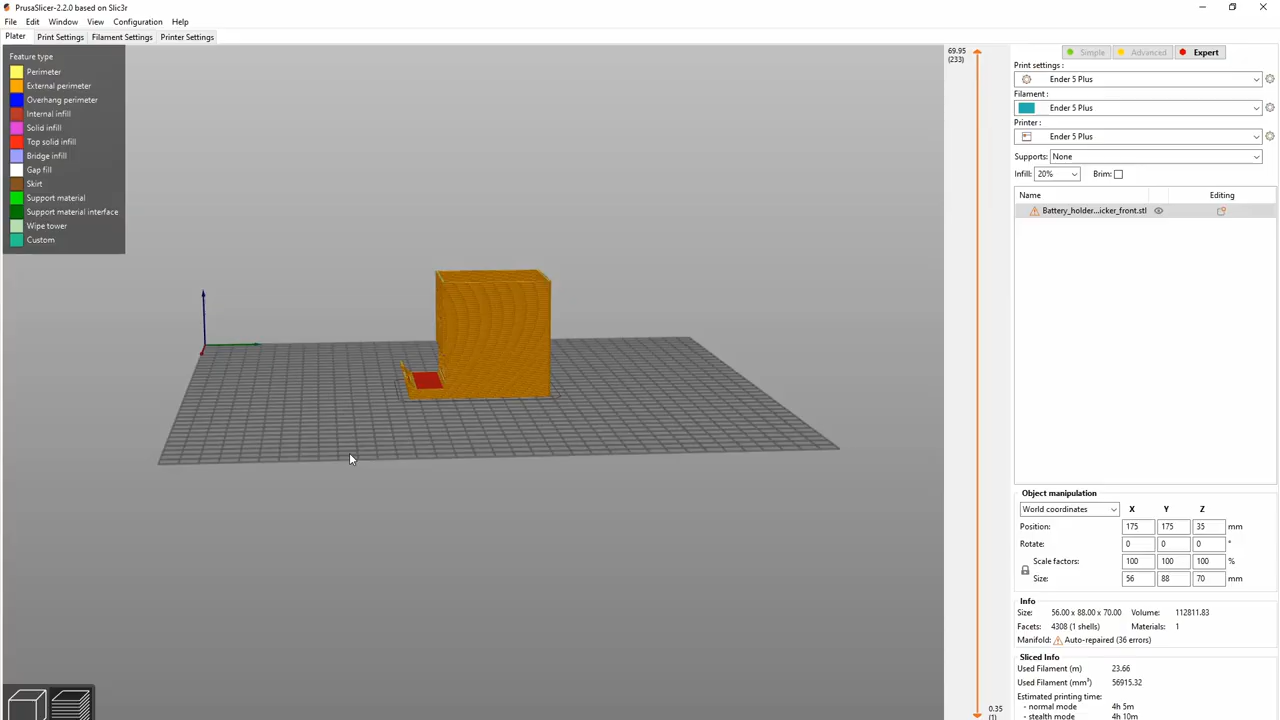 PrusaSlicer-2.2.0 based on Slic3r
File Edit Window View Configuration Help
Plater Print Settings Filament Settings Printer Settings
Feature type
Perimeter
External perimeter
Overhang perimeter
Internal infill
Solid infill
Top solid infill
Bridge infill
Gap fill
Skirt
Support material
Support material interface
Wipe tower
Custom
69.95
(233)
0.35
(1)
Simple Advanced Expert
Print settings :
Ender 5 Plus
Filament :
Ender 5 Plus
Printer :
Ender 5 Plus
Supports: None
Infill: 20% Brim:
Name Editing
Battery_holder...icker_front.stl
Object manipulation
World coordinates X Y Z
Position: 175 175 35 mm
Rotate: 0 0 0 °
Scale factors: 100 100 100 %
Size: 56 88 70 mm
Info
Size: 56.00 x 88.00 x 70.00 Volume: 112811.83
Facets: 4308 (1 shells) Materials: 1
Manifold: Auto-repaired (36 errors)
Sliced Info
Used Filament (m) 23.66
Used Filament (mm³) 56915.32
Estimated printing time:
- normal mode 4h 5m
- stealth mode 4h 10m